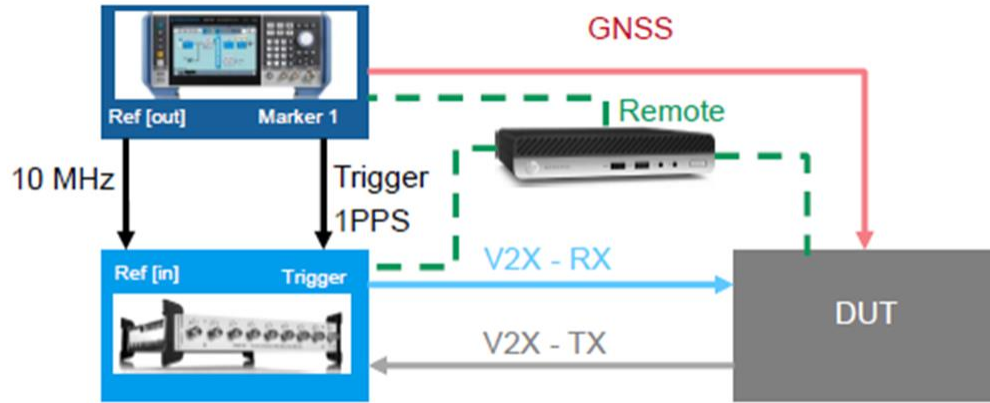 GNSS
Ref [out] Marker 1
Remote
10 MHz
Trigger
1PPS
Ref [in] Trigger
V2X - RX
DUT
V2X - TX